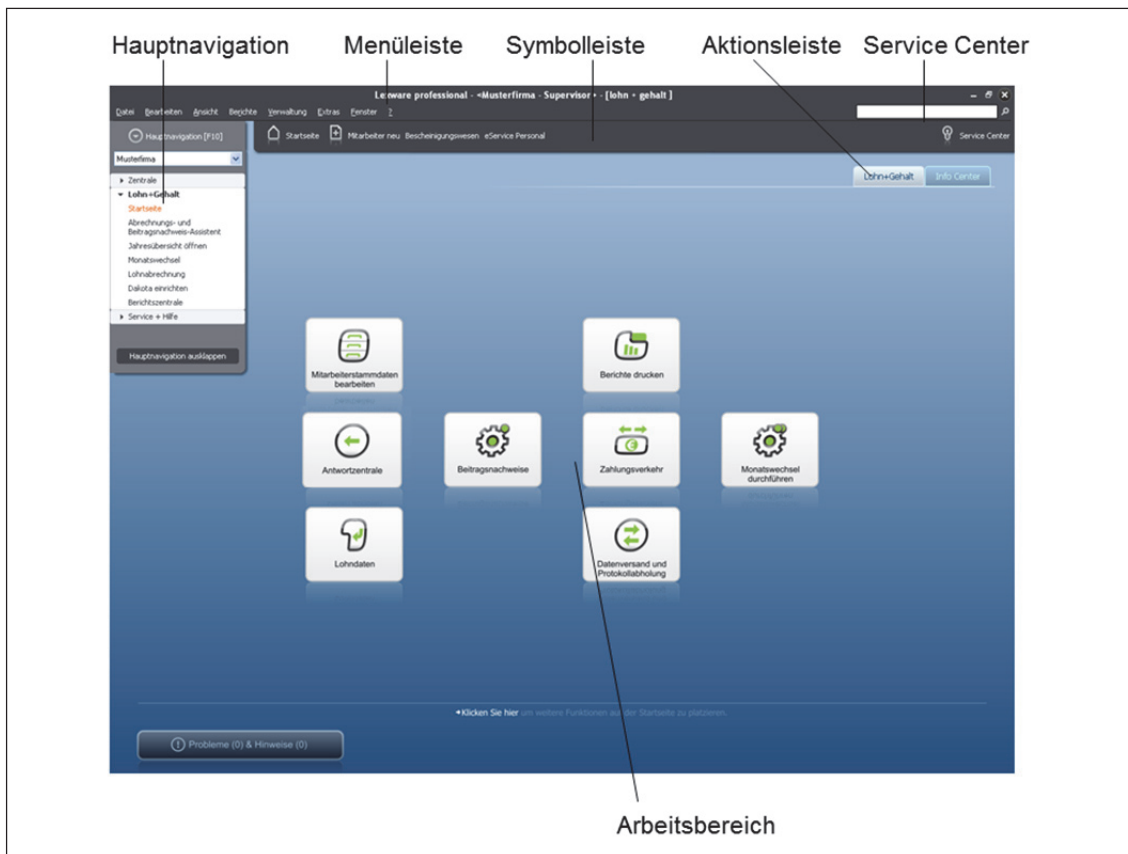 Hauptnavigation Menüleiste Symbolleiste Aktionsleiste Service Center
Lexware professional - <Musterfirma - Supervisor> - [lohn + gehalt ]
Datei Bearbeiten Ansicht Berichte Verwaltung Extras Fenster ?
Hauptnavigation [F10]
Startseite Mitarbeiter neu Bescheinigungswesen eService Personal Service Center
Musterfirma
Lohn+Gehalt Info Center
Zentrale
Lohn+Gehalt
Startseite
Abrechnungs- und
Beitragsnachweis-Assistent
Jahresübersicht öffnen
Monatswechsel
Lohnabrechnung
Dakota einrichten
Berichtszentrale
Service + Hilfe
Hauptnavigation ausklappen
Mitarbeiterstammdaten
bearbeiten
Berichte drucken
Antwortzentrale
Beitragsnachweise
Zahlungsverkehr
Monatswechsel
durchführen
Lohndaten
Datenversand und
Protokollabholung
Klicken Sie hier um weitere Funktionen auf der Startseite zu platzieren.
Probleme (0) & Hinweise (0)
Arbeitsbereich